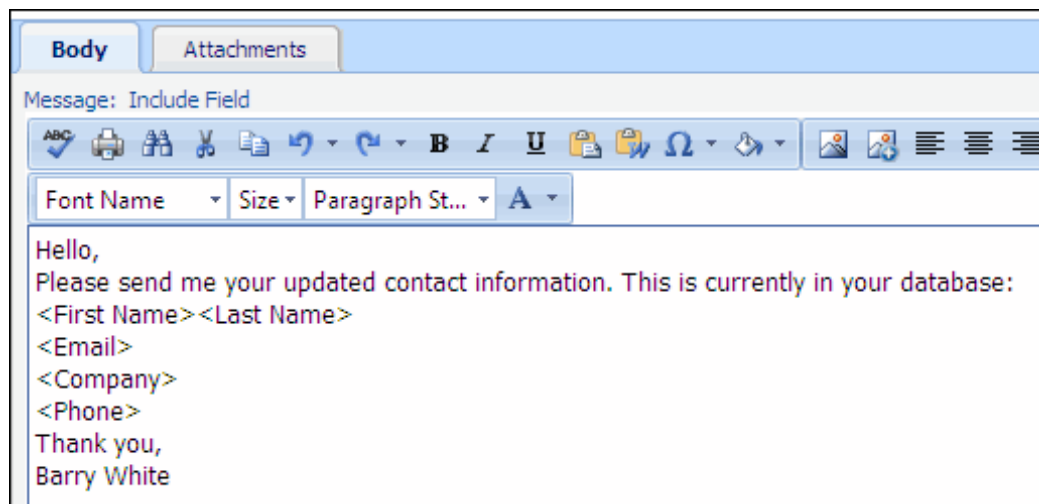 Body Attachments
Message: Include Field
ABC B I U Ω
Font Name Size Paragraph St... A
Hello,
Please send me your updated contact information. This is currently in your database:
<First Name><Last Name>
<Email>
<Company>
<Phone>
Thank you,
Barry White